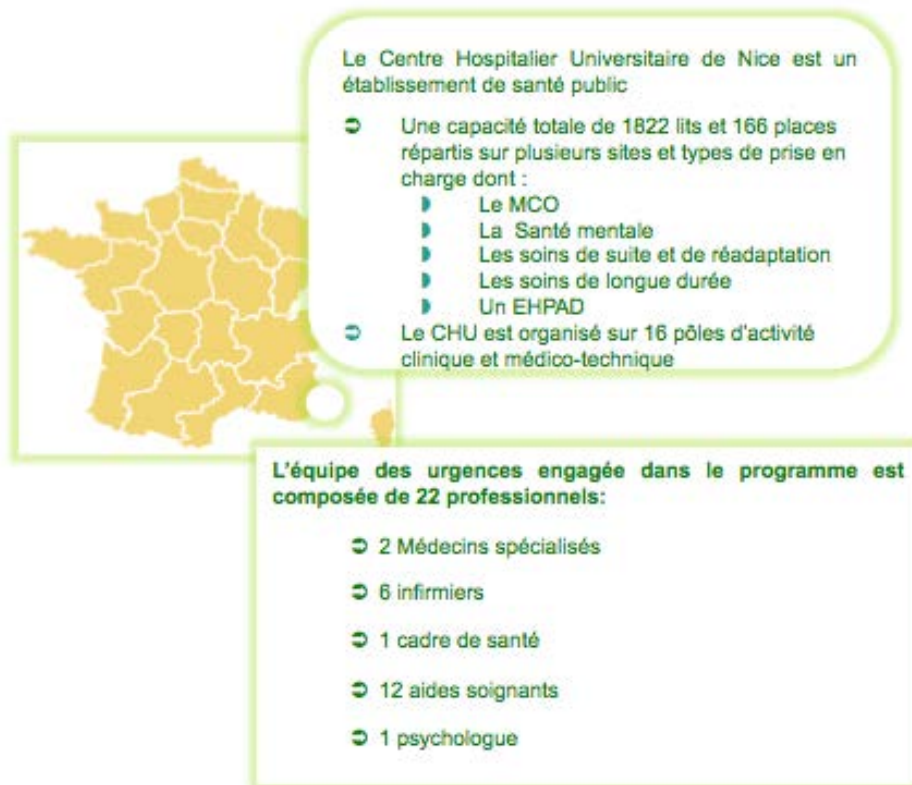 Le Centre Hospitalier Universitaire de Nice est un
établissement de santé public
Une capacité totale de 1822 lits et 166 places
répartis sur plusieurs sites et types de prise en
charge dont :
Le MCO
La Santé mentale
Les soins de suite et de réadaptation
Les soins de longue durée
Un EHPAD
Le CHU est organisé sur 16 pôles d'activité
clinique et médico-technique
L'équipe des urgences engagée dans le programme est
composée de 22 professionnels:
2 Médecins spécialisés
6 infirmiers
1 cadre de santé
12 aides soignants
1 psychologue